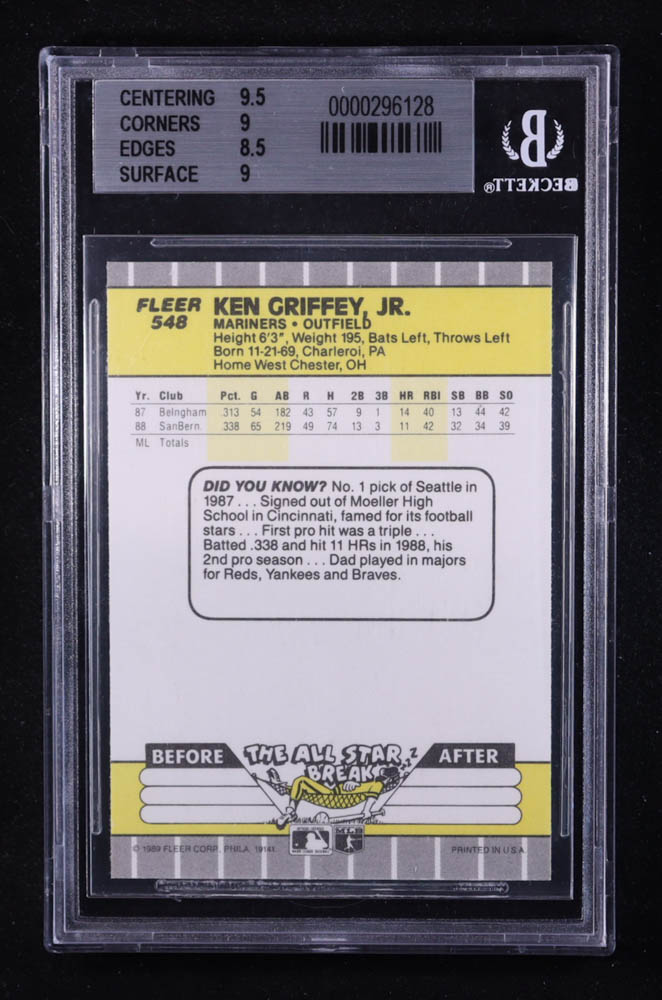 CENTERING 9.5
CORNERS 9
EDGES 8.5
SURFACE 9
0000296128
B
BECKETT®
FLEER
548
KEN GRIFFEY, JR.
MARINERS • OUTFIELD
Height 6'3", Weight 195, Bats Left, Throws Left
Born 11-21-69, Charleroi, PA
Home West Chester, OH
Yr. Club Pct. G AB R H 2B 3B HR RBI SB BB SO
87 Belngham .313 54 182 43 57 9 1 14 40 13 44 42
88 SanBern. .338 65 219 49 74 13 3 11 42 32 34 39
ML Totals
DID YOU KNOW? No. 1 pick of Seattle in
1987 . . . Signed out of Moeller High
School in Cincinnati, famed for its football
stars . . . First pro hit was a triple . . .
Batted .338 and hit 11 HRs in 1988, his
2nd pro season . . . Dad played in majors
for Reds, Yankees and Braves.
BEFORE THE ALL STAR BREAK AFTER
zzz
MLB
© 1989 FLEER CORP. PHILA. 19141. PRINTED IN U.S.A.